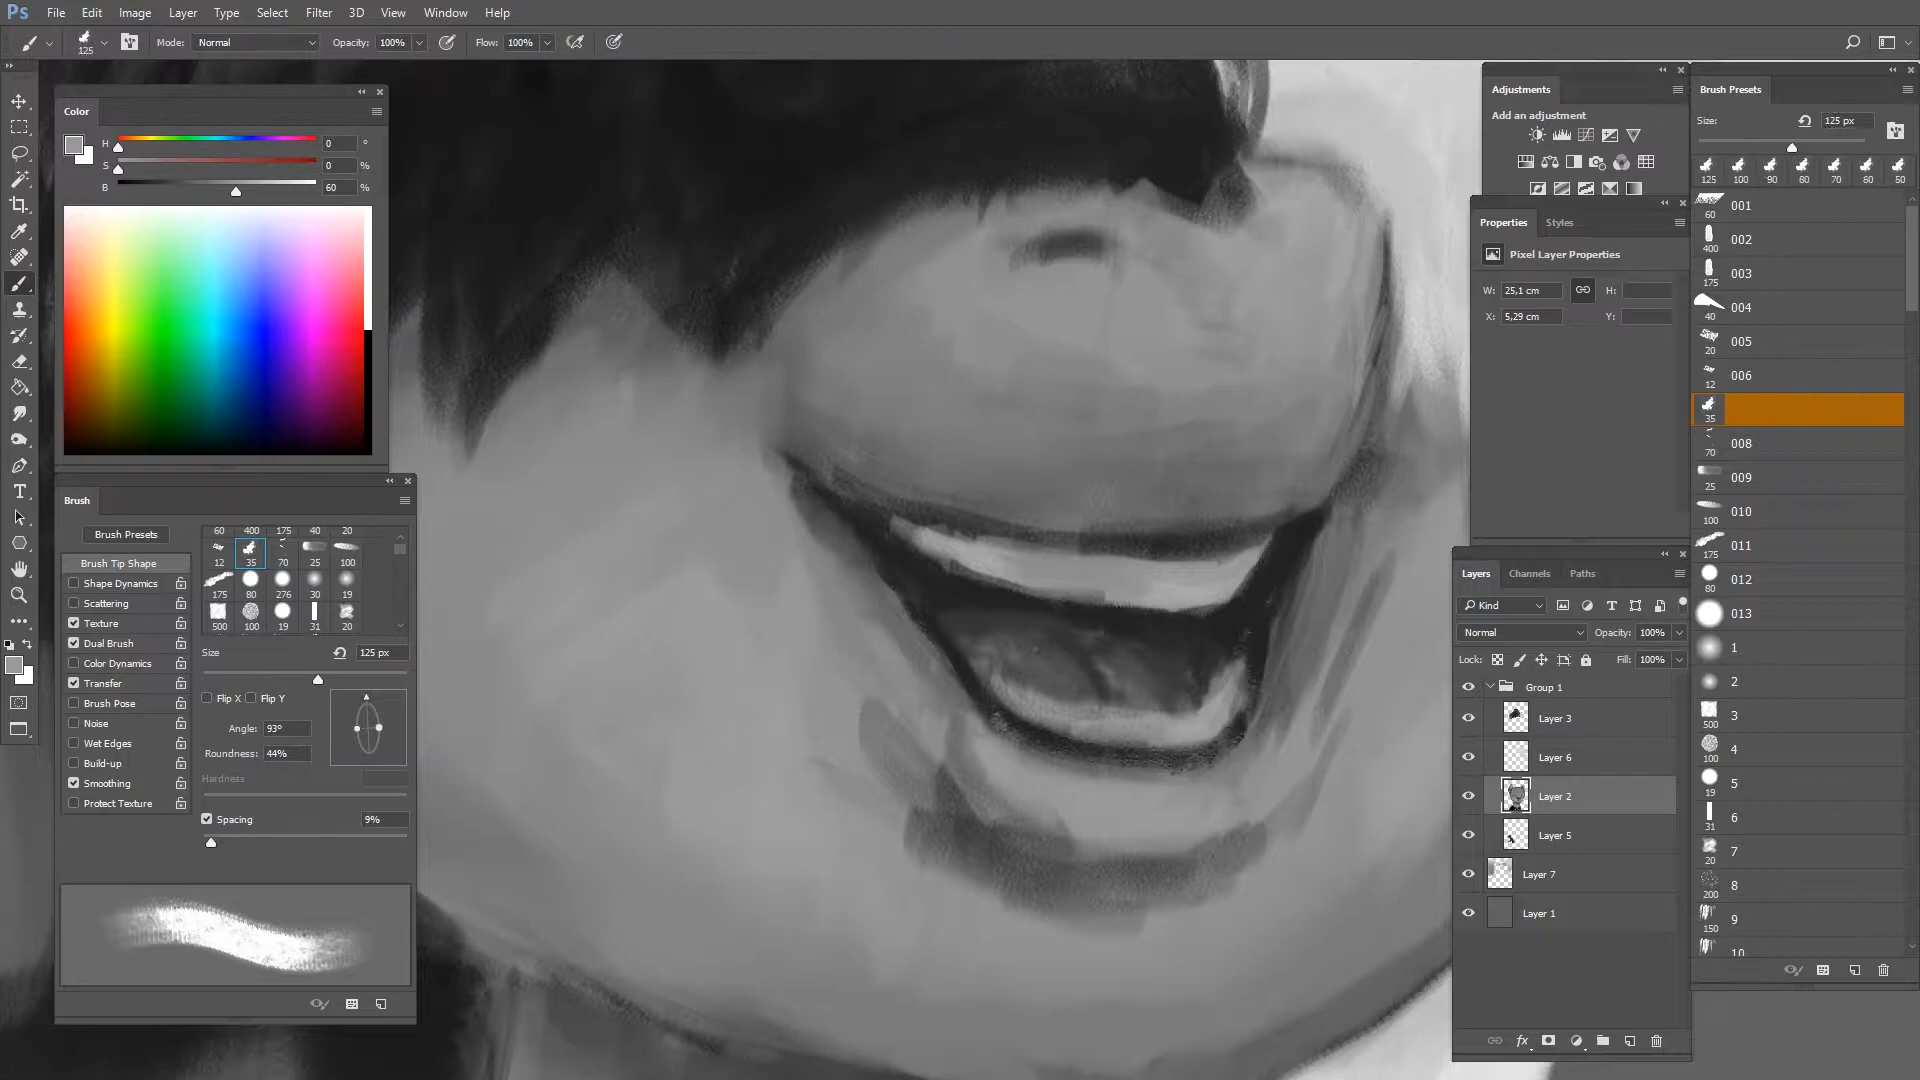 Ps File Edit Image Layer Type Select Filter 3D View Window Help
125 Mode: Normal Opacity: 100% Flow: 100%
Color
H 0 °
S 0 %
B 60 %
Brush
Brush Presets
Brush Tip Shape
Shape Dynamics
Scattering
Texture
Dual Brush
Color Dynamics
Transfer
Brush Pose
Noise
Wet Edges
Build-up
Smoothing
Protect Texture
60 400 175 40 20
12 35 70 25 100
175 80 276 30 19
500 100 19 31 20
Size 125 px
Flip X Flip Y
Angle: 93°
Roundness: 44%
Hardness
Spacing 9%
Adjustments
Add an adjustment
Properties Styles
Pixel Layer Properties
W: 25,1 cm H:
X: 5,29 cm Y:
Layers Channels Paths
Kind
Normal Opacity: 100%
Lock: Fill: 100%
Group 1
Layer 3
Layer 6
Layer 2
Layer 5
Layer 7
Layer 1
fx
Brush Presets
Size: 125 px
125 100 90 80 70 60 50
60 001
400 002
175 003
40 004
20 005
12 006
35
70 008
25 009
100 010
175 011
80 012
013
1
2
500 3
100 4
19 5
31 6
20 7
200 8
150 9
10